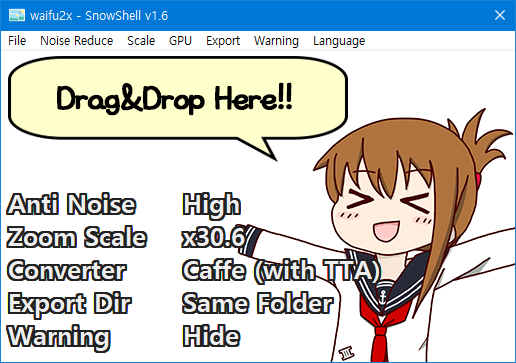 waifu2x - SnowShell v1.6
File Noise Reduce Scale GPU Export Warning Language
Drag&Drop Here!!
Anti Noise High
Zoom Scale x30.6
Converter Caffe (with TTA)
Export Dir Same Folder
Warning Hide
III